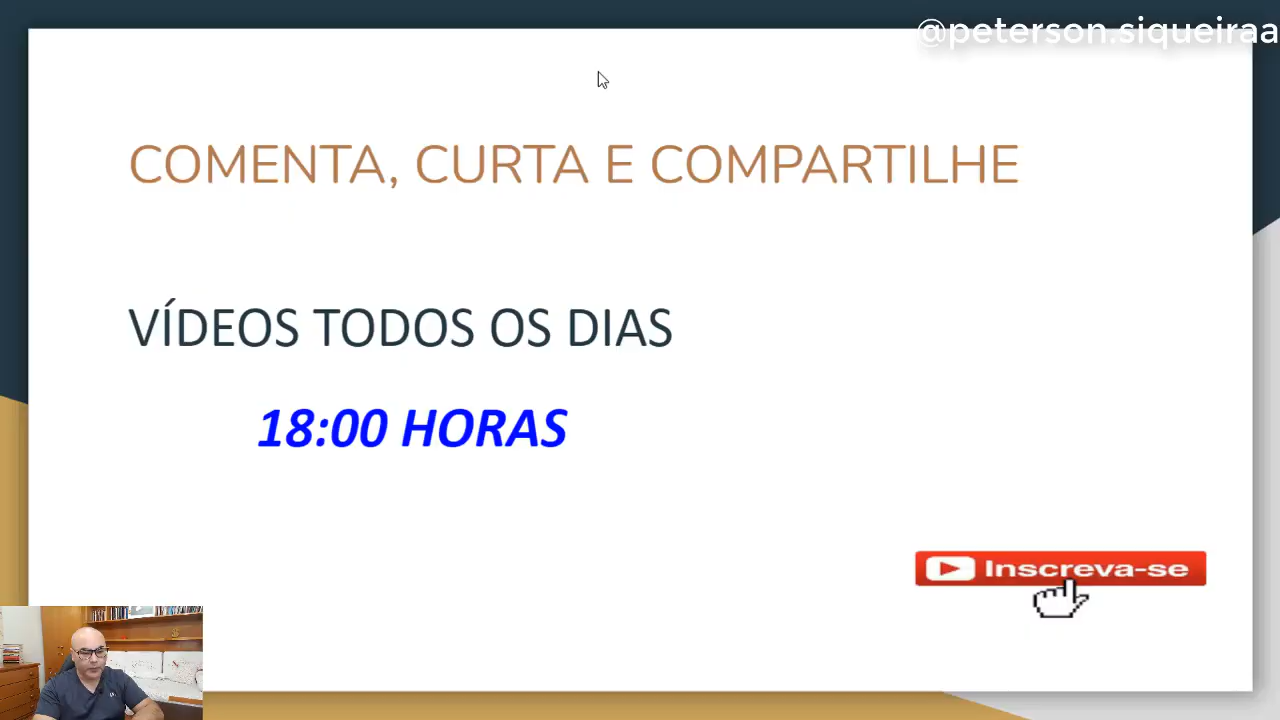 @peterson.siqueiraa
COMENTA, CURTA E COMPARTILHE
VÍDEOS TODOS OS DIAS
18:00 HORAS
Inscreva-se